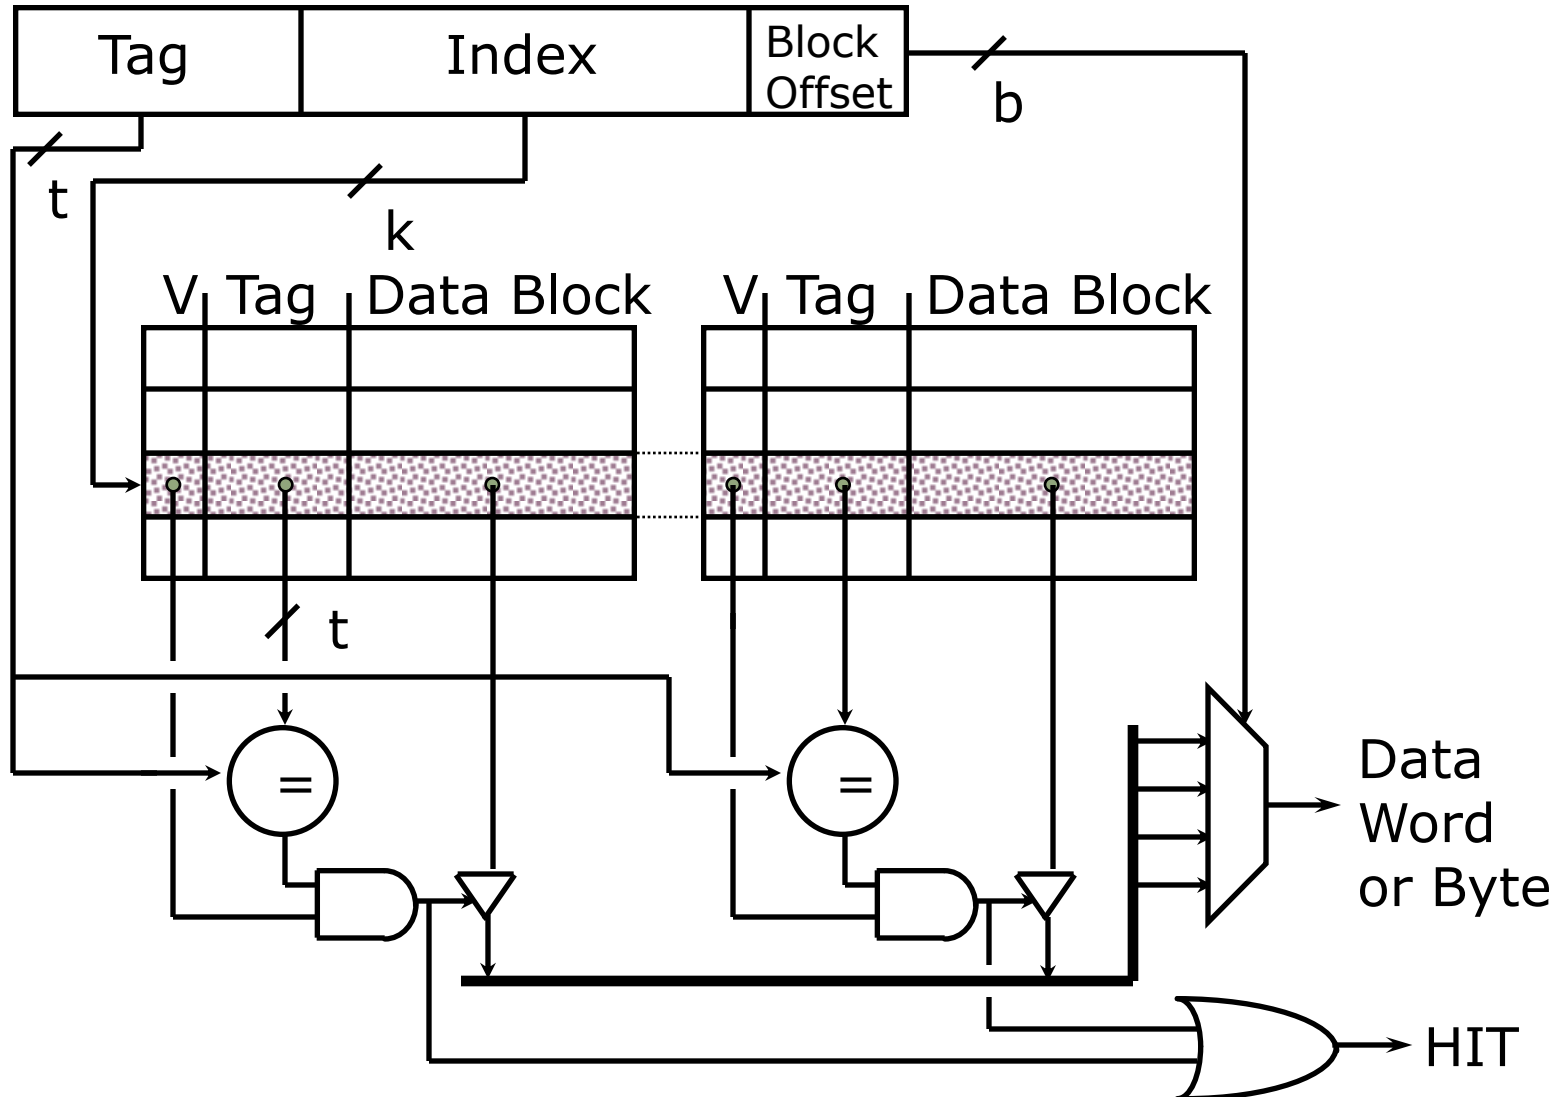 Tag Index Block
Offset
b
t
k
V Tag Data Block V Tag Data Block
t
= =
Data
Word
or Byte
HIT